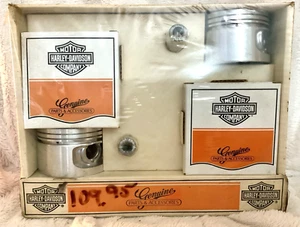 MOTOR
HARLEY-DAVIDSON
COMPANY
Genuine
PARTS & ACCESSORIES
MOTOR
HARLEY-DAVIDSON
COMPANY
Genuine
PARTS & ACCESSORIES
MOTOR
HARLEY-DAVIDSON
COMPANY
109.95
Genuine
PARTS & ACCESSORIES
MOTOR
HARLEY-DAVIDSON
COMPANY